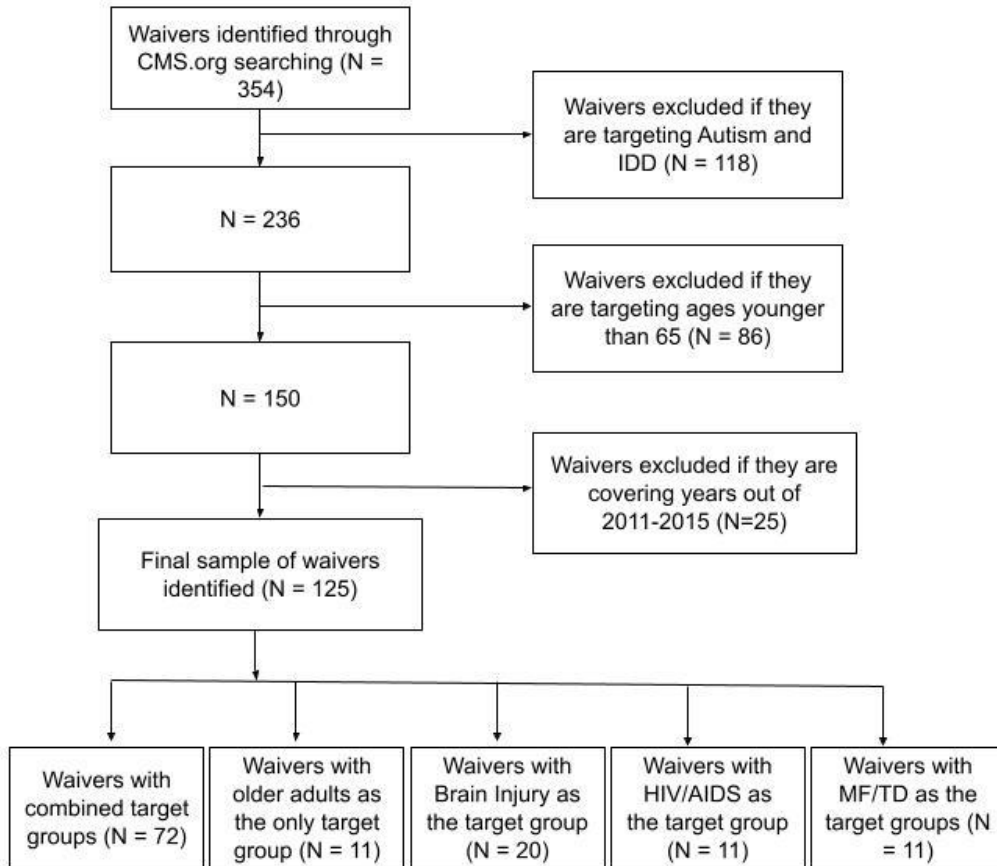 Waivers identified through
CMS.org searching (N =
354)
Waivers excluded if they
are targeting Autism and
IDD (N = 118)
N = 236
Waivers excluded if they
are targeting ages younger
than 65 (N = 86)
N = 150
Waivers excluded if they are
covering years out of
2011-2015 (N=25)
Final sample of waivers
identified (N = 125)
Waivers with
combined target
groups (N = 72)
Waivers with
older adults as
the only target
group (N = 11)
Waivers with
Brain Injury as
the target
group (N = 20)
Waivers with
HIV/AIDS as
the target
group (N = 11)
Waivers with
MF/TD as the
target groups (N
= 11)